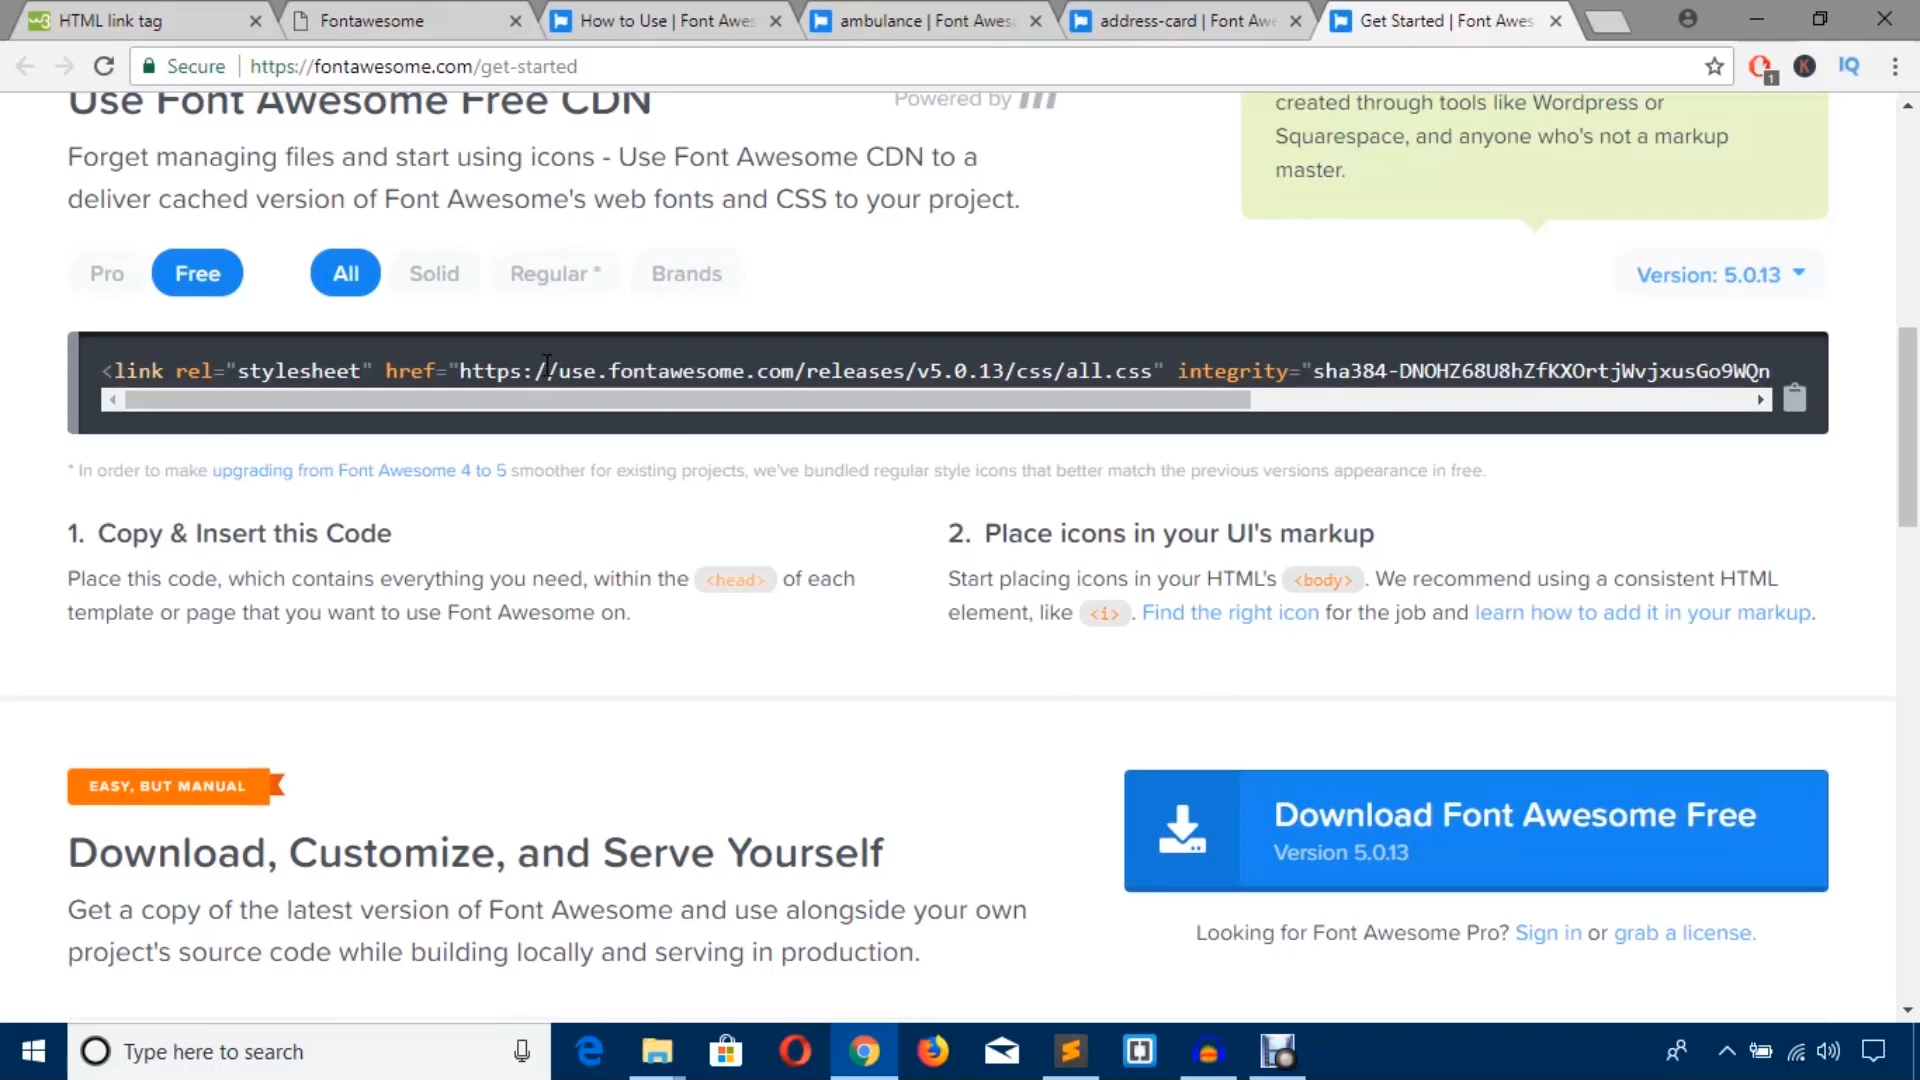 HTML link tag
Fontawesome
How to Use | Font Awes
ambulance | Font Awes
address-card | Font Awe
Get Started | Font Awes
Secure
https://fontawesome.com/get-started
1
K
IQ
Use Font Awesome Free CDN
Powered by
created through tools like Wordpress or
Squarespace, and anyone who's not a markup
master.
Forget managing files and start using icons - Use Font Awesome CDN to a
deliver cached version of Font Awesome's web fonts and CSS to your project.
Pro
Free
All
Solid
Regular *
Brands
Version: 5.0.13
<link rel="stylesheet" href="https://use.fontawesome.com/releases/v5.0.13/css/all.css" integrity="sha384-DNOHZ68U8hZfKXOrtjWvjxusGo9WQn
* In order to make upgrading from Font Awesome 4 to 5 smoother for existing projects, we've bundled regular style icons that better match the previous versions appearance in free.
1. Copy & Insert this Code
Place this code, which contains everything you need, within the <head> of each
template or page that you want to use Font Awesome on.
2. Place icons in your UI's markup
Start placing icons in your HTML's <body>. We recommend using a consistent HTML
element, like <i>. Find the right icon for the job and learn how to add it in your markup.
EASY, BUT MANUAL
Download, Customize, and Serve Yourself
Get a copy of the latest version of Font Awesome and use alongside your own
project's source code while building locally and serving in production.
Download Font Awesome Free
Version 5.0.13
Looking for Font Awesome Pro? Sign in or grab a license.
Type here to search